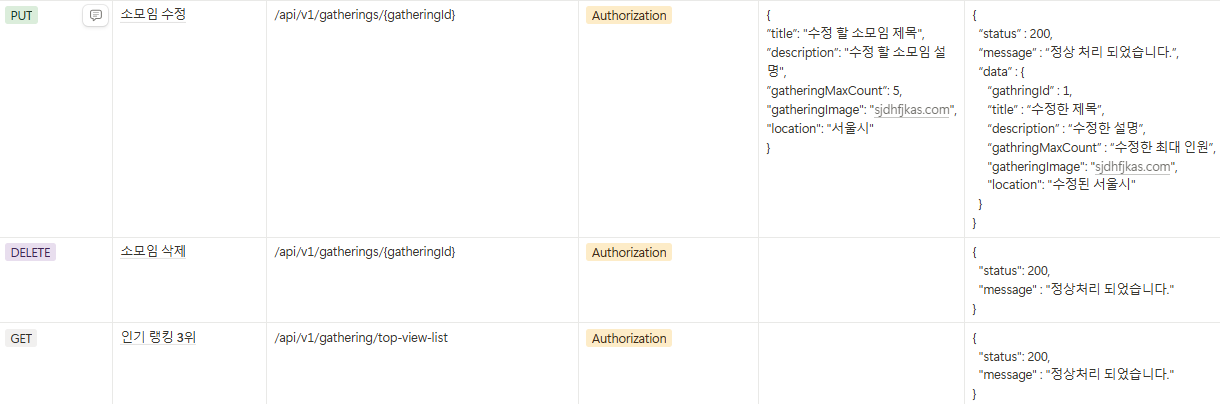 PUT
소모임 수정
/api/v1/gatherings/{gatheringId}
Authorization
{
"title": "수정 할 소모임 제목",
"description": "수정 할 소모임 설
명",
"gatheringMaxCount": 5,
"gatheringImage": "sjdhfjkas.com",
"location": "서울시"
}
{
"status" : 200,
"message" : "정상 처리 되었습니다.",
"data" : {
"gathringId" : 1,
"title" : "수정한 제목",
"description" : "수정한 설명",
"gathringMaxCount" : "수정한 최대 인원",
"gatheringImage": "sjdhfjkas.com",
"location": "수정된 서울시"
}
}
DELETE
소모임 삭제
/api/v1/gatherings/{gatheringId}
Authorization
{
"status": 200,
"message" : "정상처리 되었습니다."
}
GET
인기 랭킹 3위
/api/v1/gathering/top-view-list
Authorization
{
"status": 200,
"message" : "정상처리 되었습니다."
}